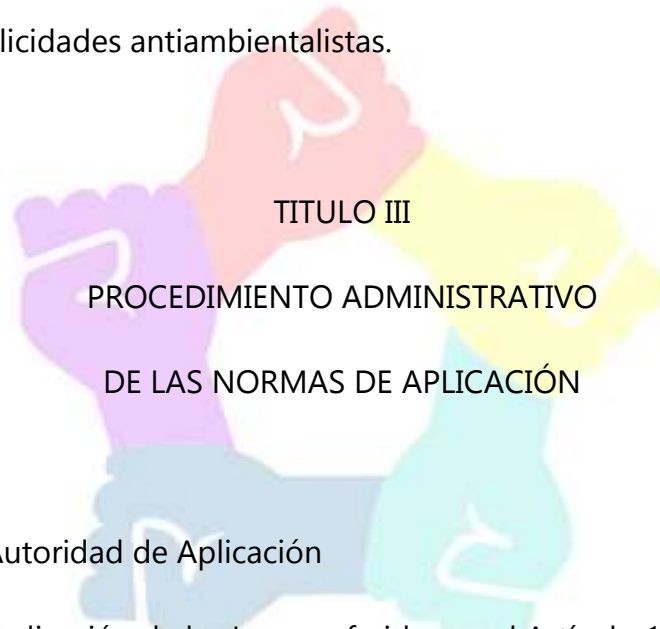 licidades antiambientalistas.
TITULO III
PROCEDIMIENTO ADMINISTRATIVO
DE LAS NORMAS DE APLICACIÓN
Autoridad de Aplicación